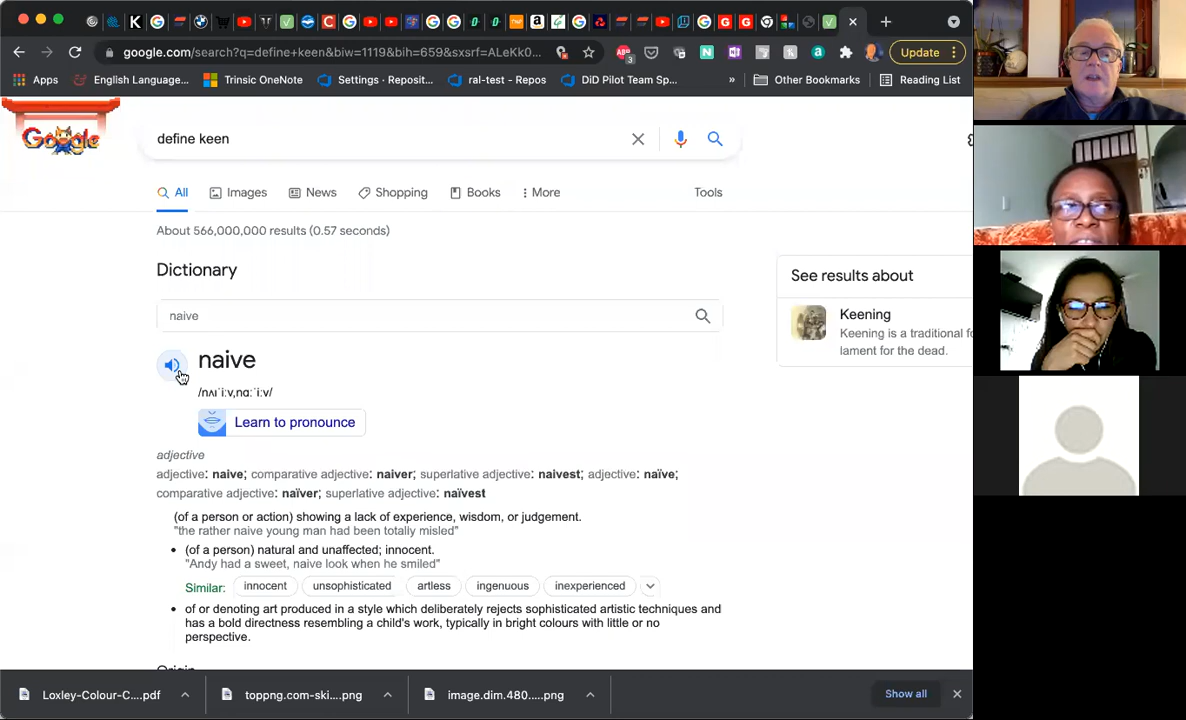 Update
google.com/search?q=define+keen&biw=1119&bih=659&sxsrf=ALeKk0...
3
Apps
English Language...
Trinsic OneNote
Settings · Reposit...
ral-test - Repos
DiD Pilot Team Sp...
»
Other Bookmarks
Reading List
Google
define keen
All
Images
News
Shopping
Books
More
Tools
About 566,000,000 results (0.57 seconds)
Dictionary
See results about
naive
Keening
Keening is a traditional fo
lament for the dead.
naive
/nʌɪˈiːv,nɑːˈiːv/
Learn to pronounce
adjective
adjective: naive; comparative adjective: naiver; superlative adjective: naivest; adjective: naïve;
comparative adjective: naïver; superlative adjective: naïvest
(of a person or action) showing a lack of experience, wisdom, or judgement.
"the rather naive young man had been totally misled"
• (of a person) natural and unaffected; innocent.
"Andy had a sweet, naive look when he smiled"
Similar: innocent unsophisticated artless ingenuous inexperienced
• of or denoting art produced in a style which deliberately rejects sophisticated artistic techniques and
has a bold directness resembling a child's work, typically in bright colours with little or no
perspective.
Origin
Loxley-Colour-C....pdf
toppng.com-ski....png
image.dim.480.....png
Show all